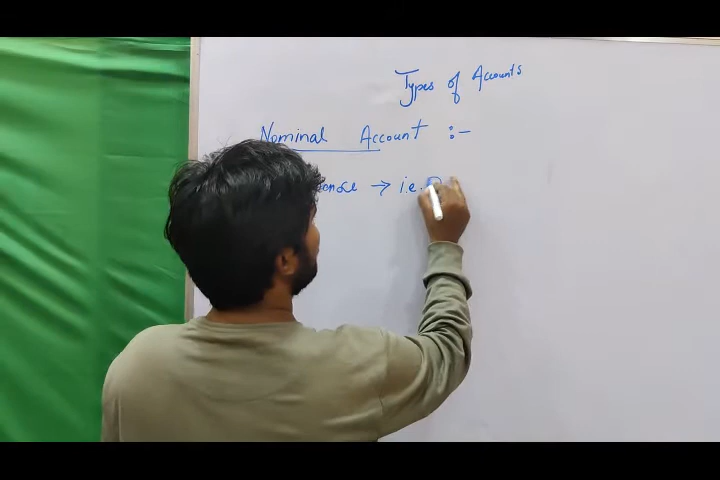 Types of Accounts
Nominal Account :-
→ i.e.